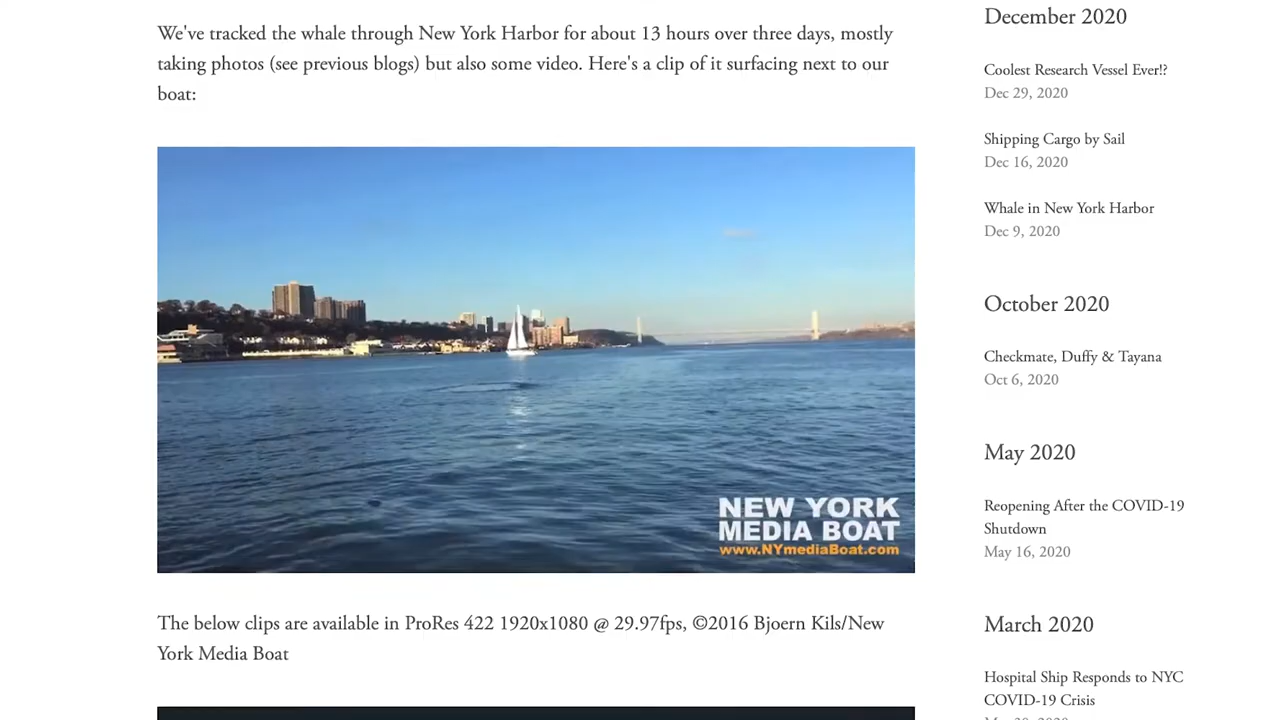 We've tracked the whale through New York Harbor for about 13 hours over three days, mostly
taking photos (see previous blogs) but also some video. Here's a clip of it surfacing next to our
boat:
NEW YORK
MEDIA BOAT
www.NYmediaBoat.com
The below clips are available in ProRes 422 1920x1080 @ 29.97fps, ©2016 Bjoern Kils/New
York Media Boat
December 2020
Coolest Research Vessel Ever!?
Dec 29, 2020
Shipping Cargo by Sail
Dec 16, 2020
Whale in New York Harbor
Dec 9, 2020
October 2020
Checkmate, Duffy & Tayana
Oct 6, 2020
May 2020
Reopening After the COVID-19
Shutdown
May 16, 2020
March 2020
Hospital Ship Responds to NYC
COVID-19 Crisis